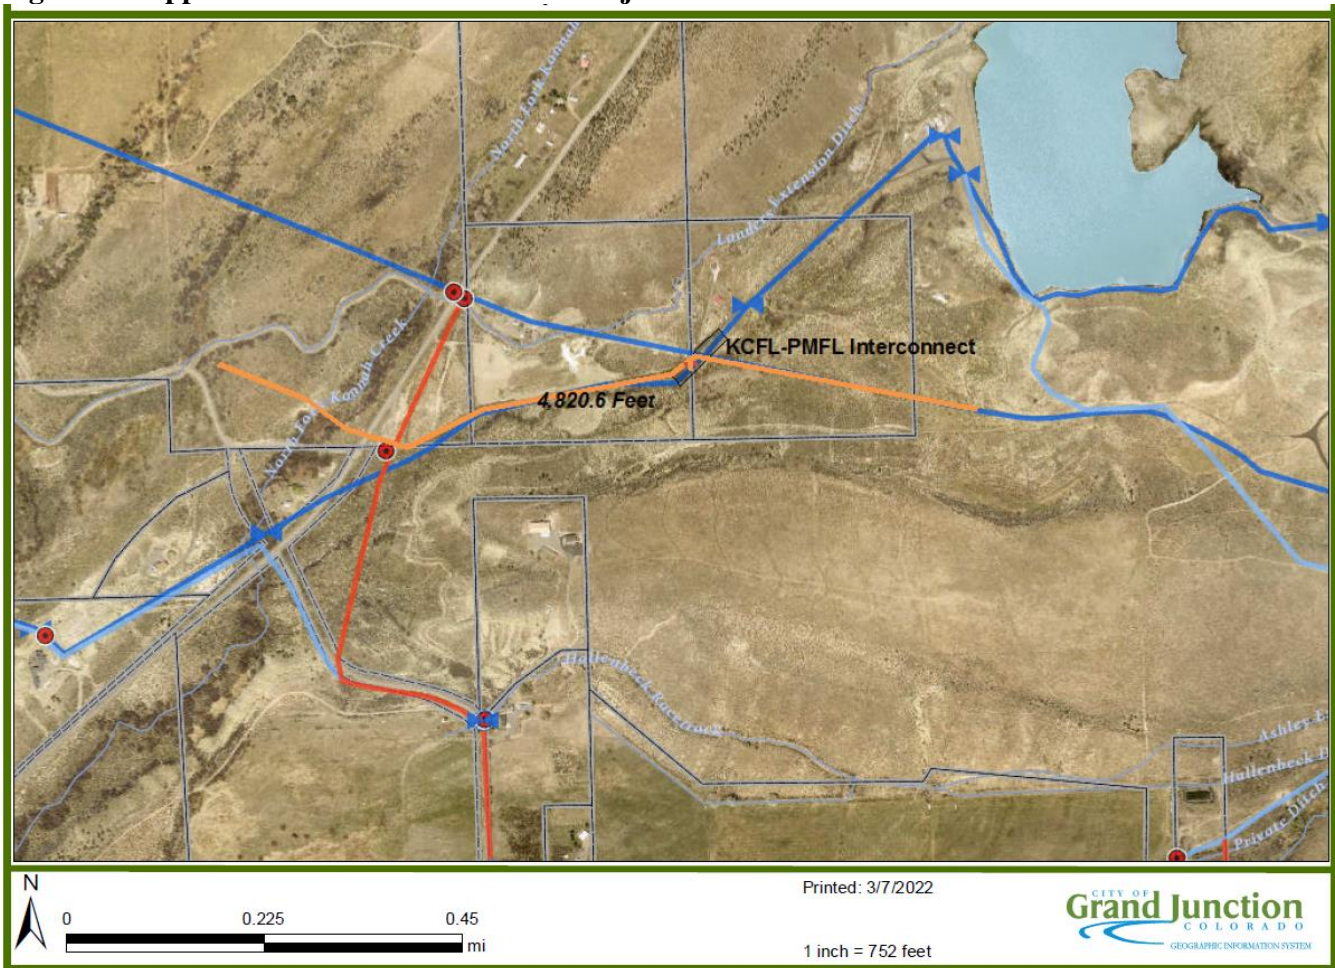 North Fork Kannah
Landers Extension Ditch
KCFL-PMFL Interconnect
4,820.6 Feet
North Fork Kannah Creek
Hallenbeck Racetrack
Ashley
Hallenbeck
Private Ditch
N
0 0.225 0.45
mi
Printed: 3/7/2022
1 inch = 752 feet
CITY OF
Grand Junction
COLORADO
GEOGRAPHIC INFORMATION SYSTEM